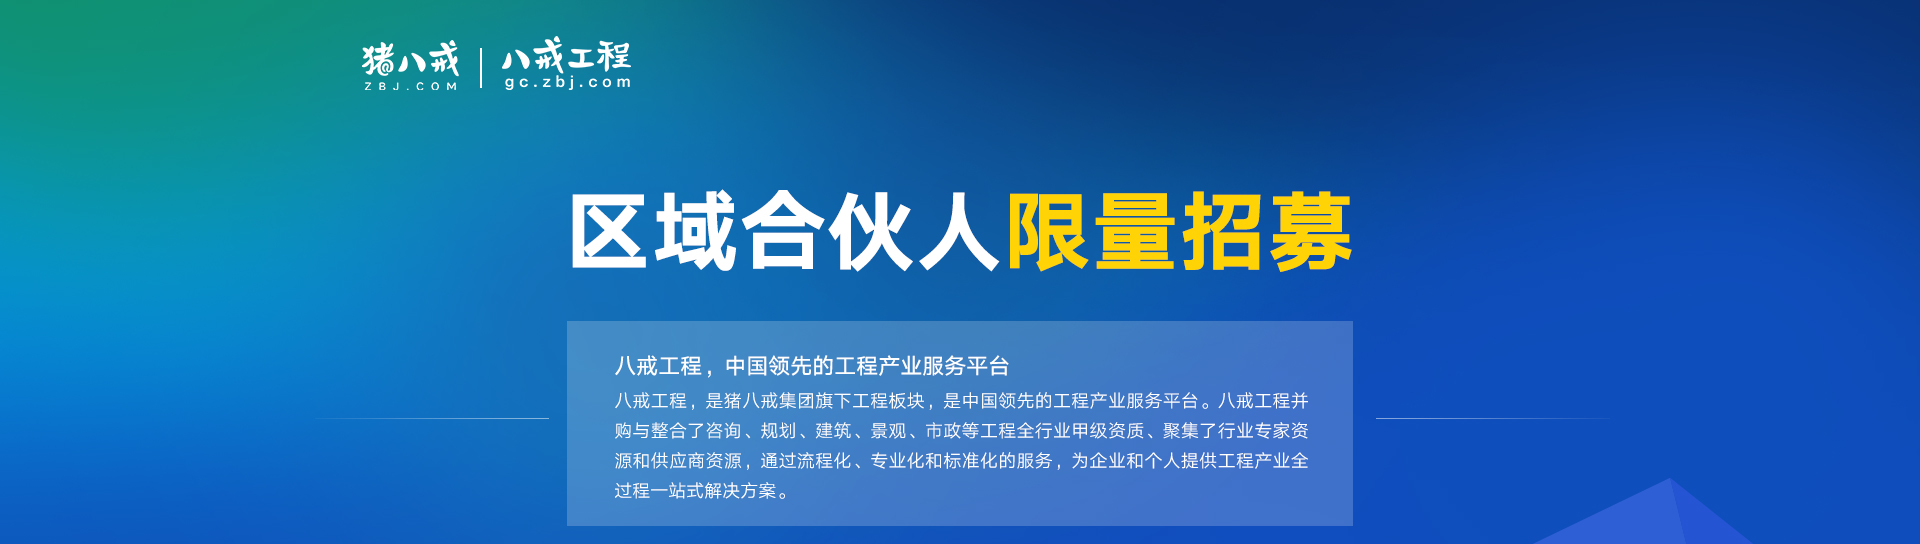 猪八戒
ZBJ.COM
八戒工程
gc.zbj.com
区域合伙人限量招募
八戒工程，中国领先的工程产业服务平台
八戒工程，是猪八戒集团旗下工程板块，是中国领先的工程产业服务平台。八戒工程并
购与整合了咨询、规划、建筑、景观、市政等工程全行业甲级资质、聚集了行业专家资
源和供应商资源，通过流程化、专业化和标准化的服务，为企业和个人提供工程产业全
过程一站式解决方案。